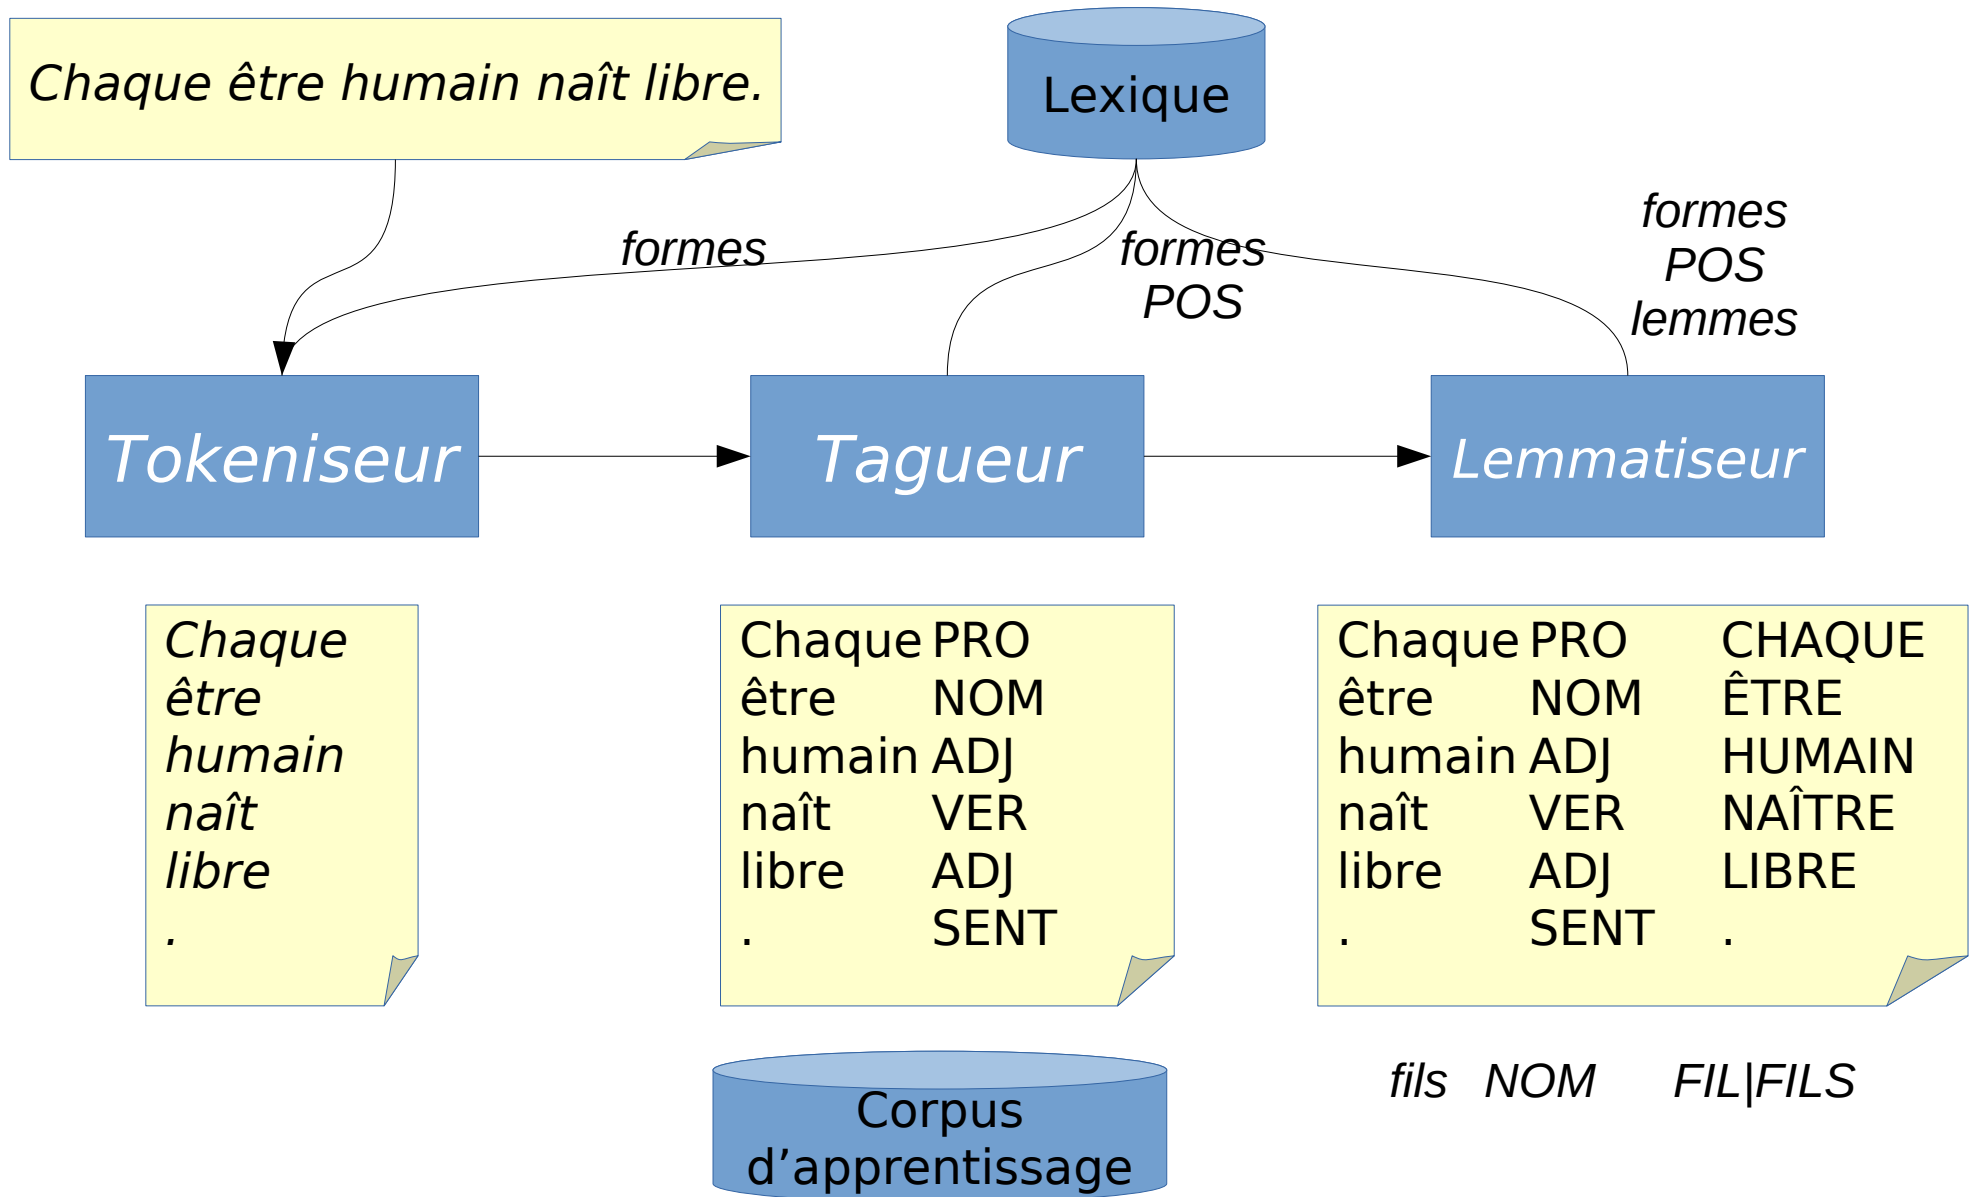 Chaque être humain naît libre.
Lexique
formes
formes
POS
formes
POS
lemmes
Tokeniseur
Tagueur
Lemmatiseur
Chaque
être
humain
naît
libre
.
Chaque PRO
être NOM
humain ADJ
naît VER
libre ADJ
. SENT
Chaque PRO CHAQUE
être NOM ÊTRE
humain ADJ HUMAIN
naît VER NAÎTRE
libre ADJ LIBRE
. SENT .
fils NOM FIL|FILS
Corpus
d’apprentissage